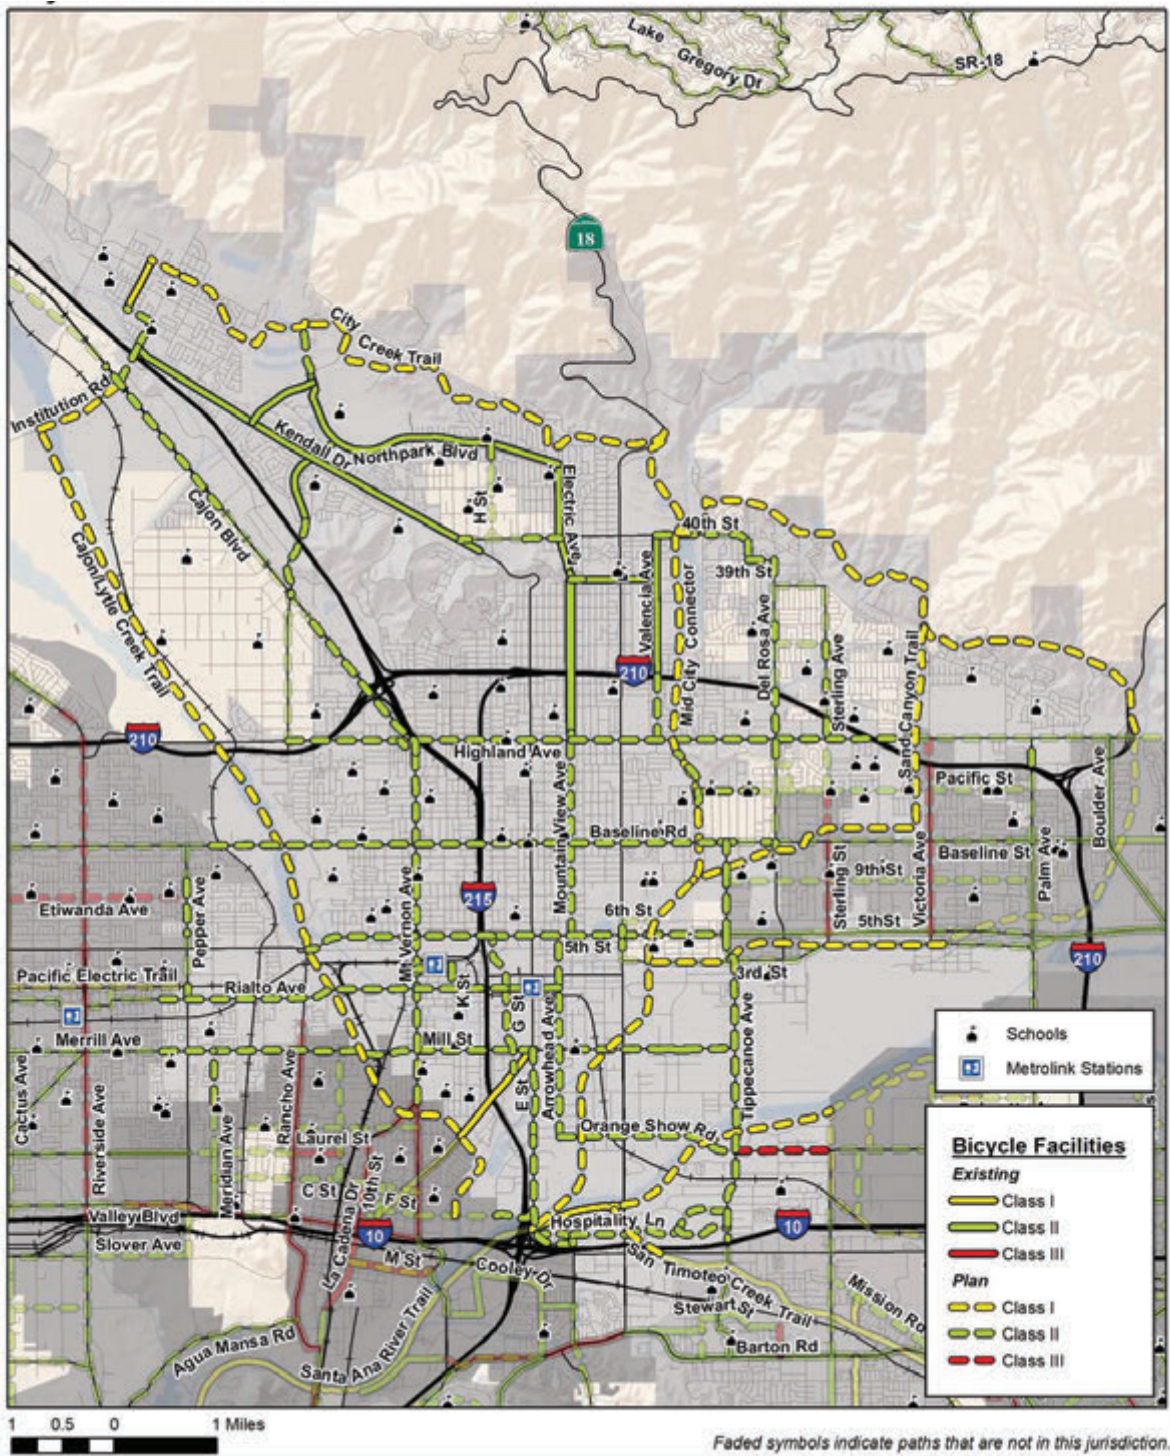 Lake Gregory Dr
SR-18
18
City Creek Trail
Institution Rd
Kendall Dr
Northpark Blvd
H St
Electric Ave
Cajon Blvd
40th St
39th St
Cajon/Lytle Creek Trail
Valencia Ave
Mid City Connector
Del Rosa Ave
Sterling Ave
Sand Canyon Trail
210
210
Highland Ave
Pacific St
Boulder Ave
Mountain View Ave
Baseline Rd
Baseline St
Palm Ave
Victoria Ave
Sterling St
9th St
Etiwanda Ave
Pepper Ave
Mt Vernon Ave
215
6th St
5th St
5thSt
210
Pacific Electric Trail
Rialto Ave
K St
G St
3rd St
Merrill Ave
Mill St
E St
Arrowhead Ave
Tippecanoe Ave
Cactus Ave
Riverside Ave
Meridian Ave
Rancho Ave
Laurel St
Orange Show Rd
C St
10th St
F St
La Cadena Dr
Valley Blvd
Slover Ave
10
M St
Hospitality Ln
10
Cooley Dr
San Timoteo Creek Trail
Stewart St
Mission Rd
Barton Rd
Agua Mansa Rd
Santa Ana River Trail
Schools
Metrolink Stations
Bicycle Facilities
Existing
Class I
Class II
Class III
Plan
Class I
Class II
Class III
1 0.5 0 1 Miles
Faded symbols indicate paths that are not in this jurisdiction.